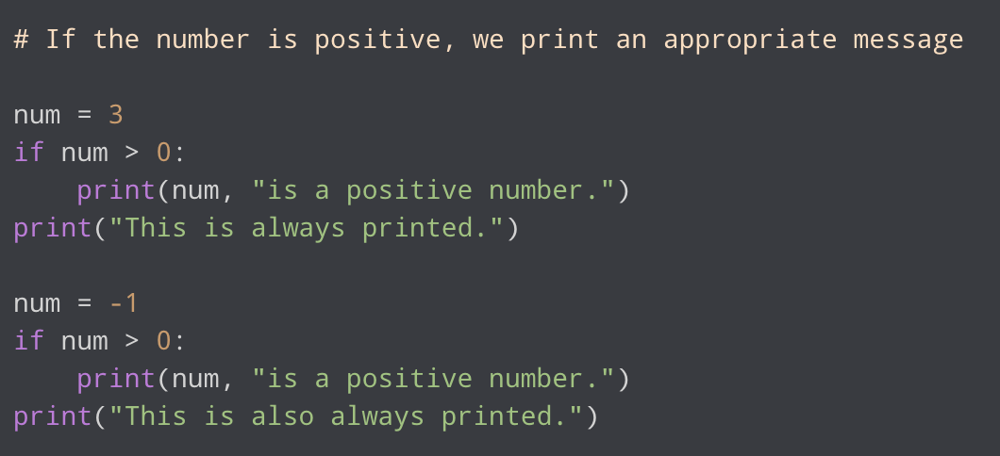 # If the number is positive, we print an appropriate message

num = 3
if num > 0:
    print(num, "is a positive number.")
print("This is always printed.")

num = -1
if num > 0:
    print(num, "is a positive number.")
print("This is also always printed.")